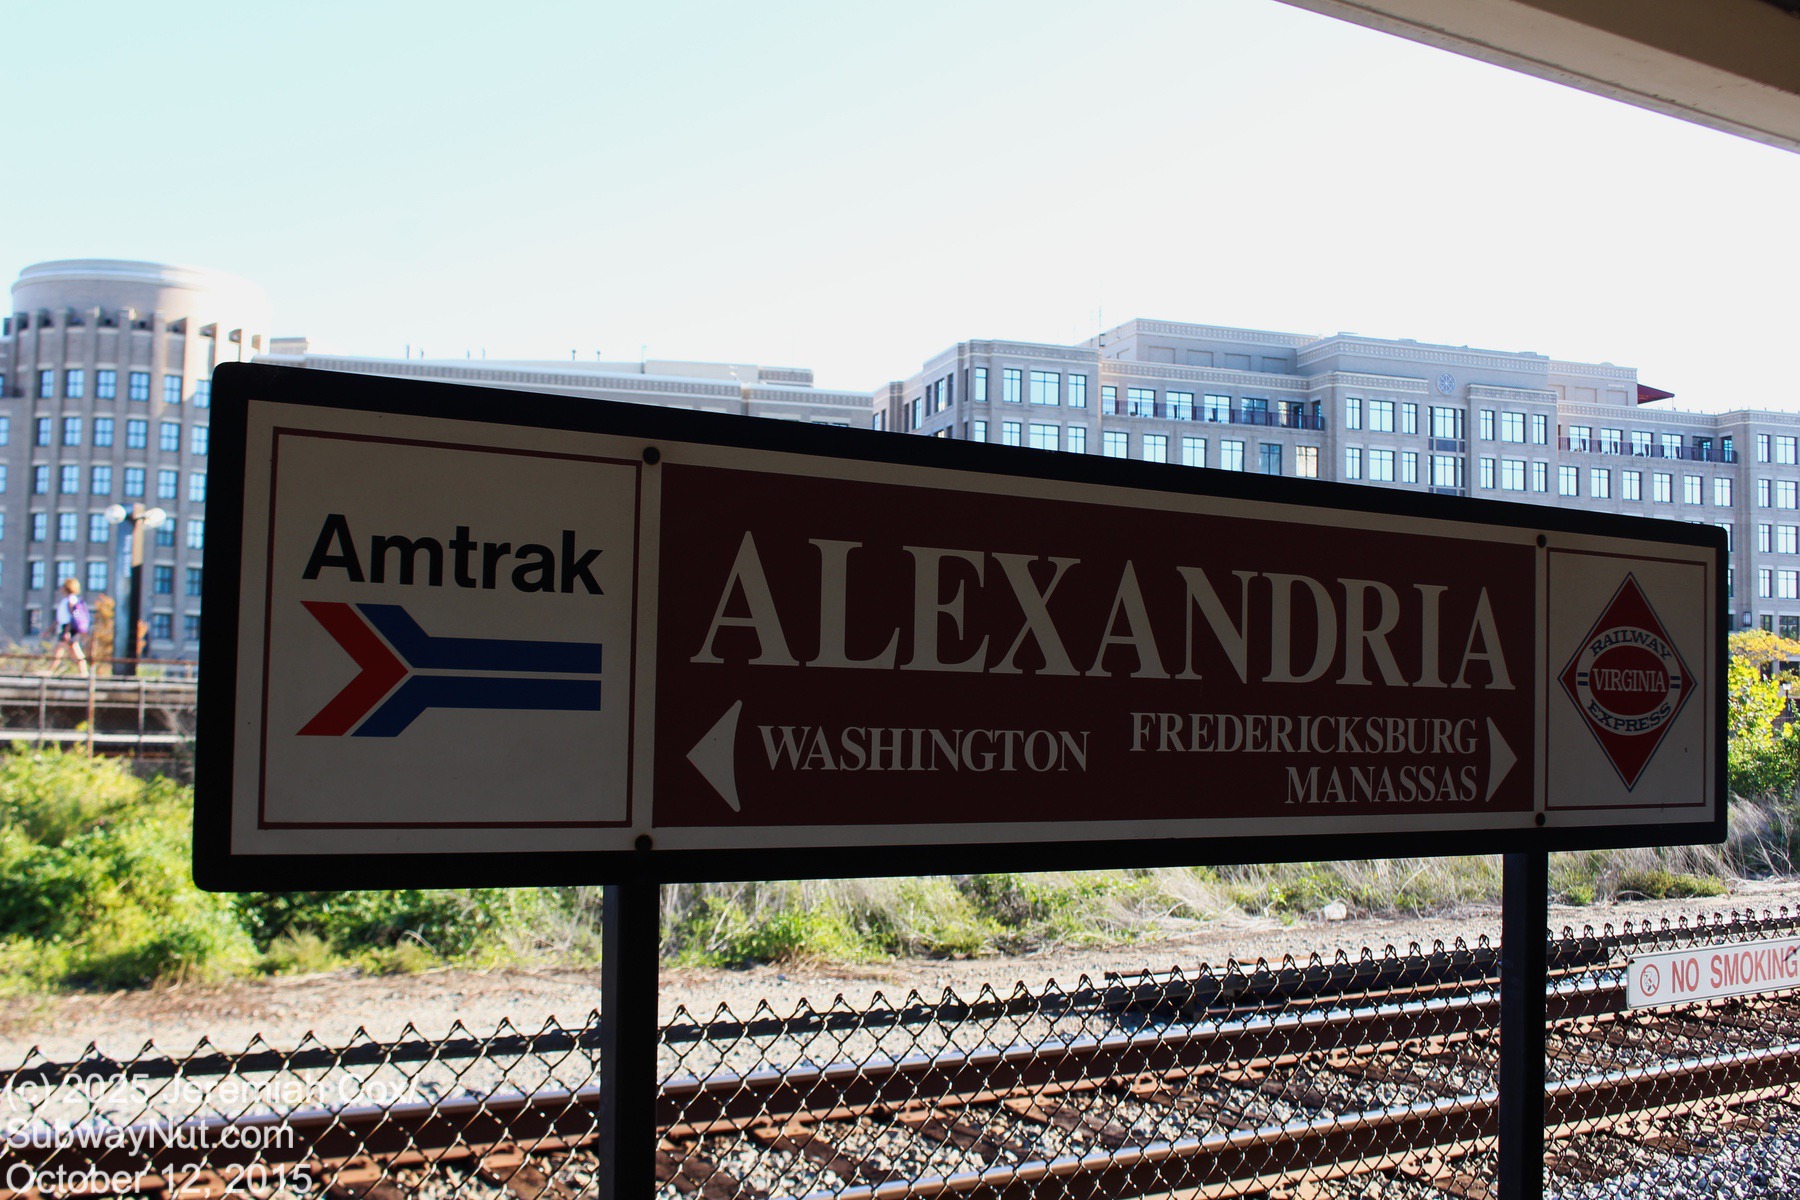 Amtrak
ALEXANDRIA
WASHINGTON
FREDERICKSBURG
MANASSAS
RAILWAY
VIRGINIA
EXPRESS
NO SMOKING
(c) 2025 Jeremiah Cox/
SubwayNut.com
October 12, 2015